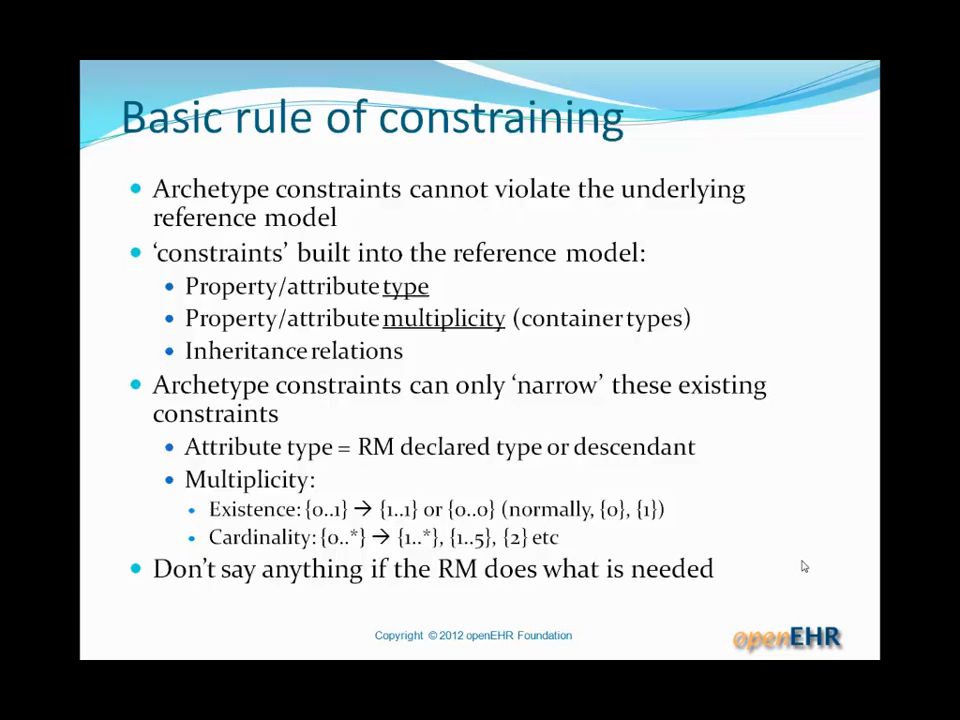 Basic rule of constraining
• Archetype constraints cannot violate the underlying
reference model
• ‘constraints’ built into the reference model:
• Property/attribute type
• Property/attribute multiplicity (container types)
• Inheritance relations
• Archetype constraints can only ‘narrow’ these existing
constraints
• Attribute type = RM declared type or descendant
• Multiplicity:
• Existence: {0..1} → {1..1} or {0..0} (normally, {0}, {1})
• Cardinality: {0..*} → {1..*}, {1..5}, {2} etc
• Don’t say anything if the RM does what is needed
Copyright © 2012 openEHR Foundation
openEHR